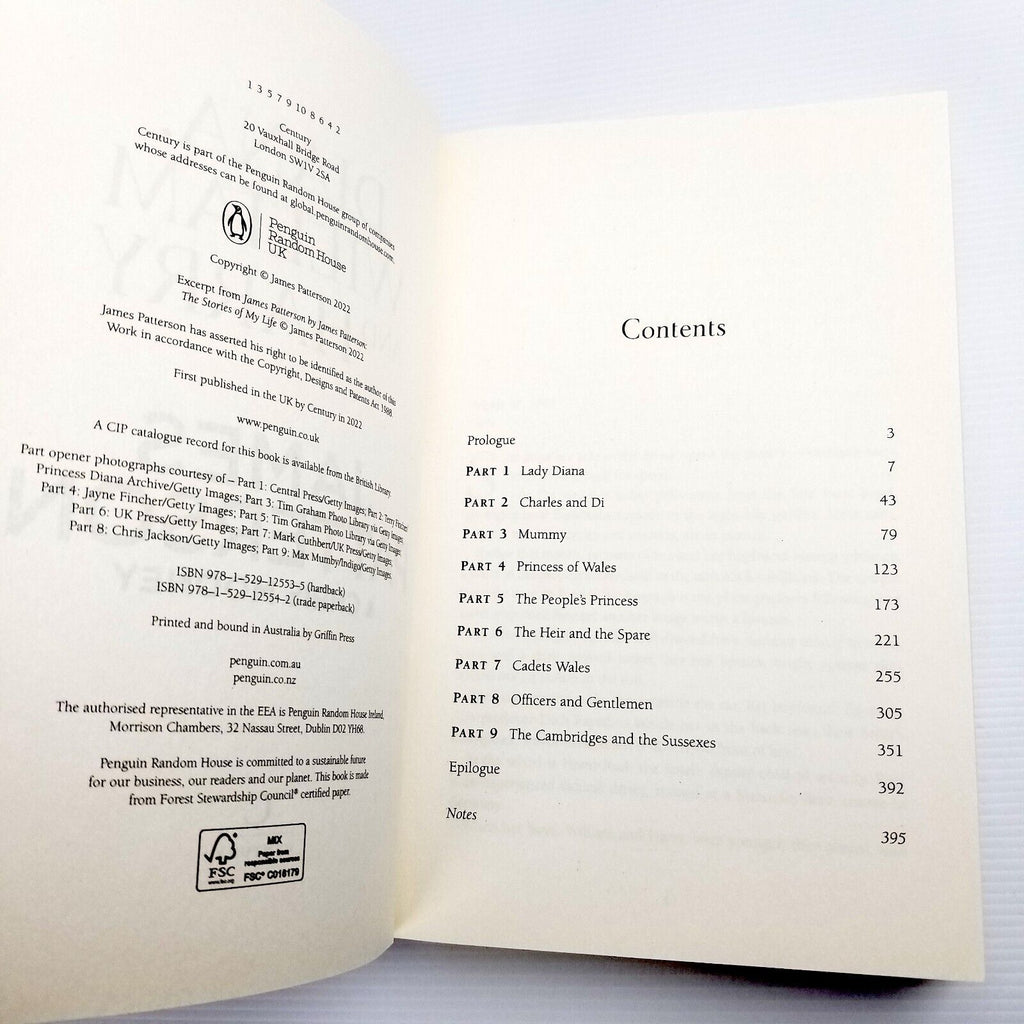 1 3 5 7 9 10 8 6 4 2
Century
20 Vauxhall Bridge Road
London SW1V 2SA
Century is part of the Penguin Random House group of companies
whose addresses can be found at global.penguinrandomhouse.com.
Penguin
Random House
UK
Copyright © James Patterson 2022
Excerpt from James Patterson by James Patterson:
The Stories of My Life © James Patterson 2022
James Patterson has asserted his right to be identified as the author of this
Work in accordance with the Copyright, Designs and Patents Act 1988.
First published in the UK by Century in 2022
www.penguin.co.uk
A CIP catalogue record for this book is available from the British Library.
Part opener photographs courtesy of – Part 1: Central Press/Getty Images; Part 2: Terry Fincher/
Princess Diana Archive/Getty Images; Part 3: Tim Graham Photo Library via Getty Images;
Part 4: Jayne Fincher/Getty Images; Part 5: Tim Graham Photo Library via Getty Images;
Part 6: UK Press/Getty Images; Part 7: Mark Cuthbert/UK Press/Getty Images;
Part 8: Chris Jackson/Getty Images; Part 9: Max Mumby/Indigo/Getty Images.
ISBN 978–1–529–12553–5 (hardback)
ISBN 978–1–529–12554–2 (trade paperback)
Printed and bound in Australia by Griffin Press
penguin.com.au
penguin.co.nz
The authorised representative in the EEA is Penguin Random House Ireland,
Morrison Chambers, 32 Nassau Street, Dublin D02 YH68.
Penguin Random House is committed to a sustainable future
for our business, our readers and our planet. This book is made
from Forest Stewardship Council® certified paper.
FSC
www.fsc.org
MIX
Paper from
responsible sources
FSC® C018179
Contents
Prologue 3
PART 1 Lady Diana 7
PART 2 Charles and Di 43
PART 3 Mummy 79
PART 4 Princess of Wales 123
PART 5 The People's Princess 173
PART 6 The Heir and the Spare 221
PART 7 Cadets Wales 255
PART 8 Officers and Gentlemen 305
PART 9 The Cambridges and the Sussexes 351
Epilogue 392
Notes 395